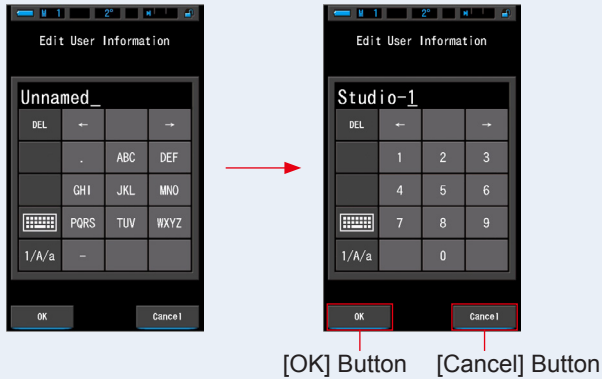 M 1 2°
Edit User Information
Unnamed_
DEL ← →
. ABC DEF
GHI JKL MNO
PQRS TUV WXYZ
1/A/a -
OK Cancel
M 1 2°
Edit User Information
Studio-1
DEL ← →
1 2 3
4 5 6
7 8 9
1/A/a 0
OK Cancel
[OK] Button [Cancel] Button